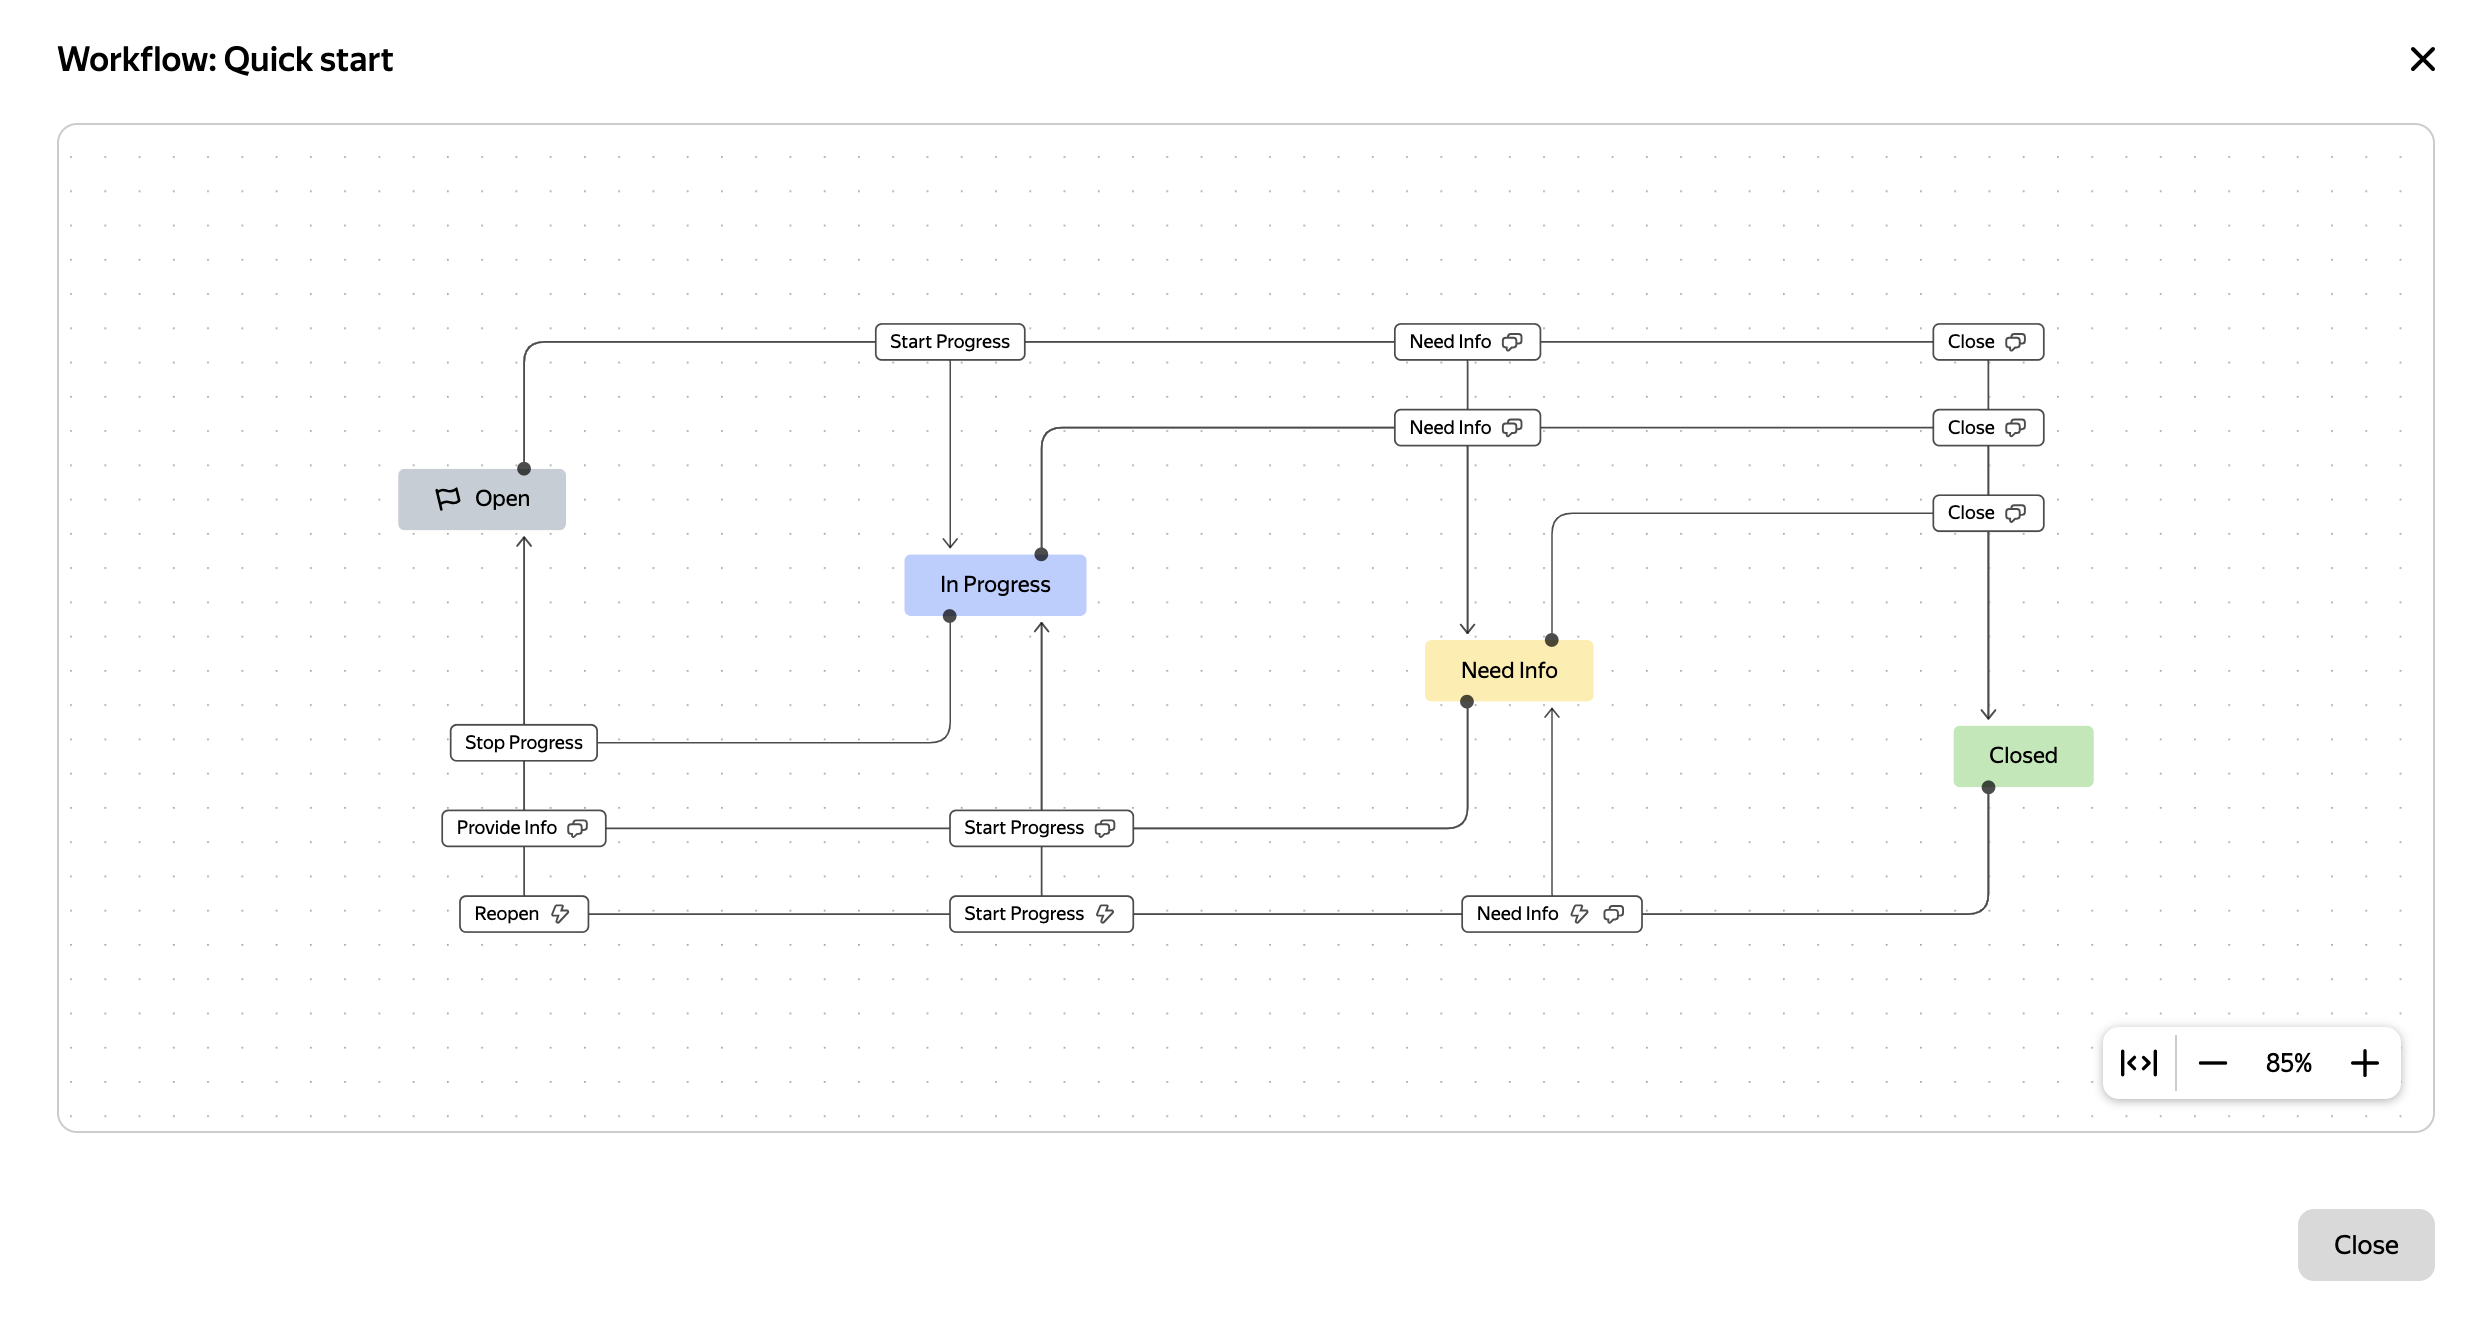 Workflow: Quick start
Start Progress
Need Info
Close
Need Info
Close
Open
Close
In Progress
Need Info
Stop Progress
Closed
Provide Info
Start Progress
Reopen
Start Progress
Need Info
85%
Close